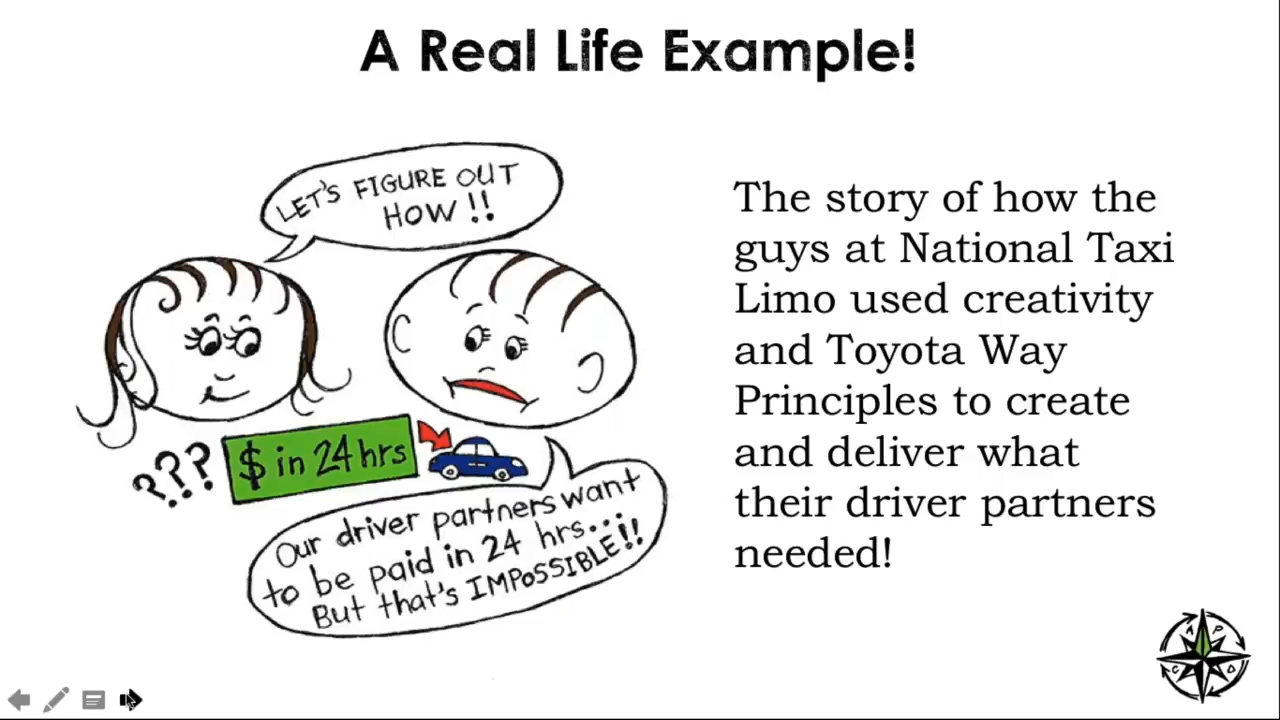 A Real Life Example!
LET'S FIGURE OUT
HOW !!
??? $ in 24 hrs
Our driver partners want
to be paid in 24 hrs...
But that's IMPOSSIBLE!!
The story of how the
guys at National Taxi
Limo used creativity
and Toyota Way
Principles to create
and deliver what
their driver partners
needed!
A P
C D